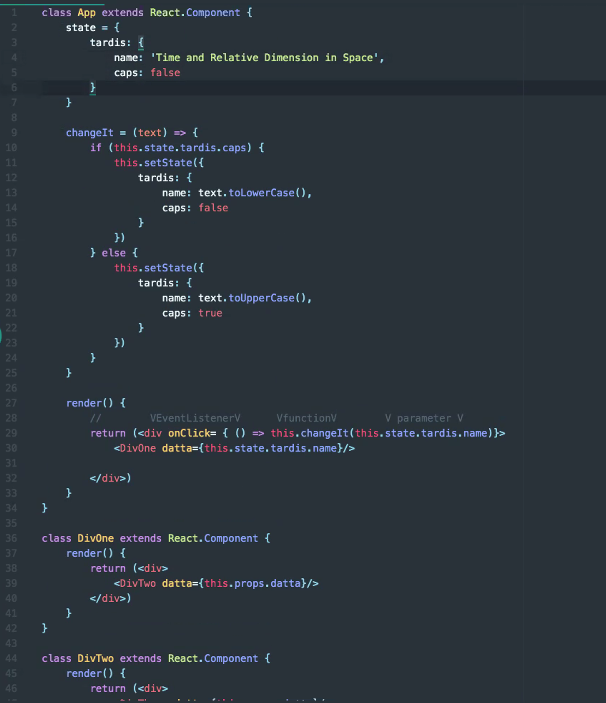 1 class App extends React.Component {
2 state = {
3 tardis: {
4 name: 'Time and Relative Dimension in Space',
5 caps: false
6 }
7 }
8
9 changeIt = (text) => {
10 if (this.state.tardis.caps) {
11 this.setState({
12 tardis: {
13 name: text.toLowerCase(),
14 caps: false
15 }
16 })
17 } else {
18 this.setState({
19 tardis: {
20 name: text.toUpperCase(),
21 caps: true
22 }
23 })
24 }
25 }
26
27 render() {
28 // VEventListenerV VfunctionV V parameter V
29 return (<div onClick= { () => this.changeIt(this.state.tardis.name)}>
30 <DivOne datta={this.state.tardis.name}/>
31
32 </div>)
33 }
34 }
35
36 class DivOne extends React.Component {
37 render() {
38 return (<div>
39 <DivTwo datta={this.props.datta}/>
40 </div>)
41 }
42 }
43
44 class DivTwo extends React.Component {
45 render() {
46 return (<div>